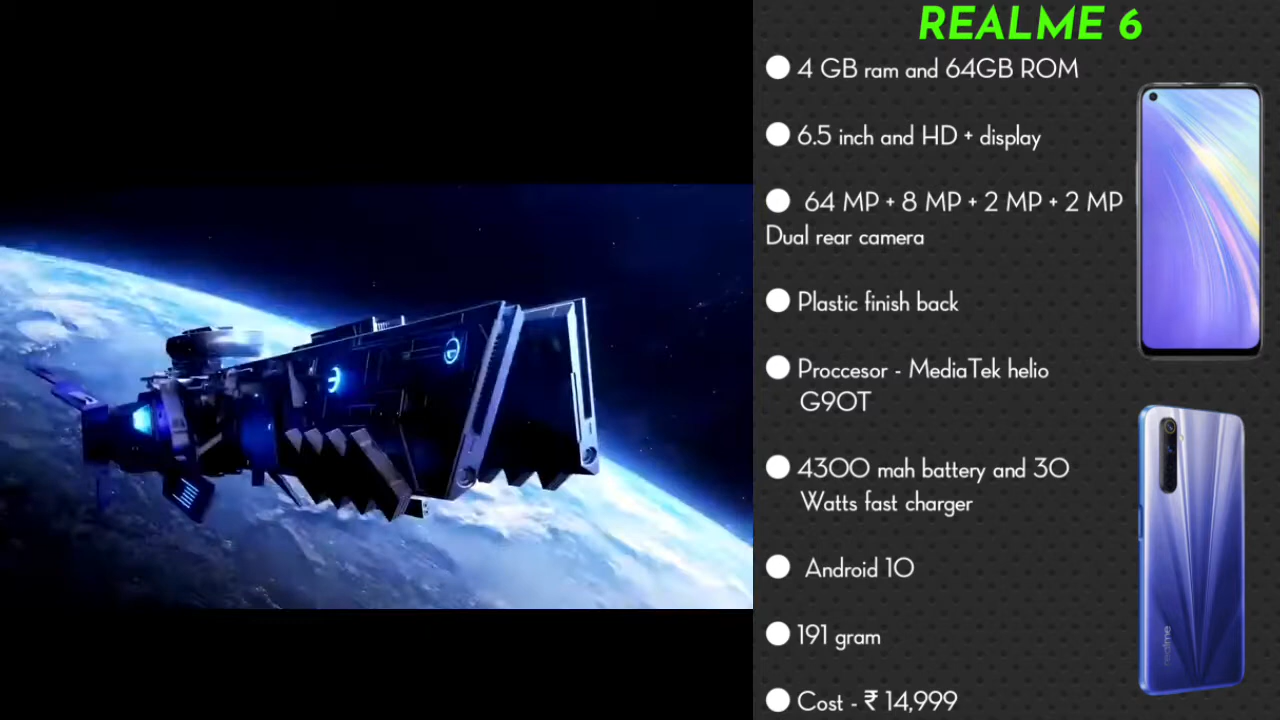 REALME 6
4 GB ram and 64GB ROM
6.5 inch and HD + display
64 MP + 8 MP + 2 MP + 2 MP
Dual rear camera
Plastic finish back
Proccesor - MediaTek helio
G90T
4300 mah battery and 30
Watts fast charger
Android 10
191 gram
Cost - ₹ 14,999
realme